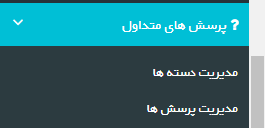 ? پرسش های متداول
مدیریت دسته ها
مدیریت پرسش ها